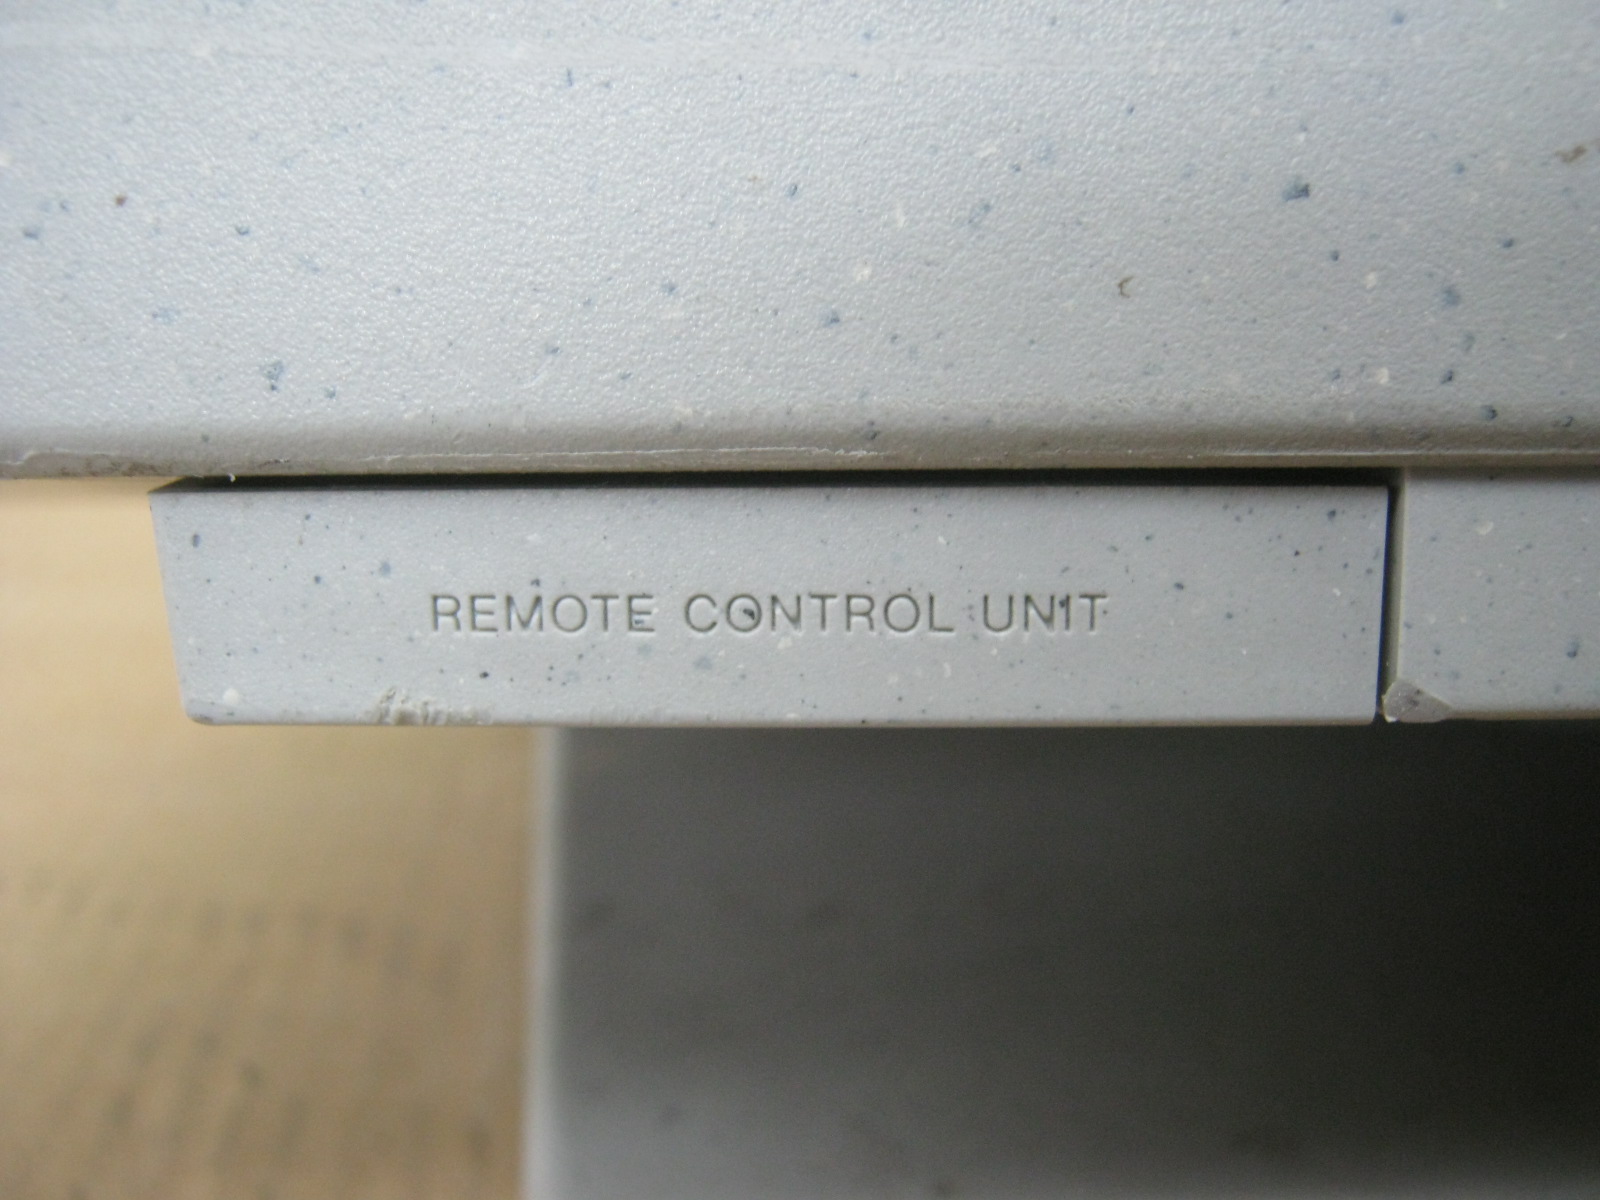 REMOTE CONTROL UNIT